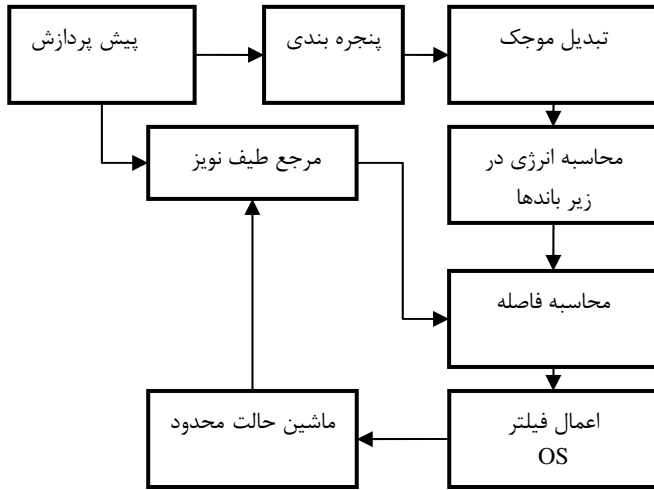 پیش پردازش
پنجره بندی
تبدیل موجک
مرجع طیف نویز
محاسبه انرژی در
زیر باندها
محاسبه فاصله
ماشین حالت محدود
اعمال فیلتر
OS